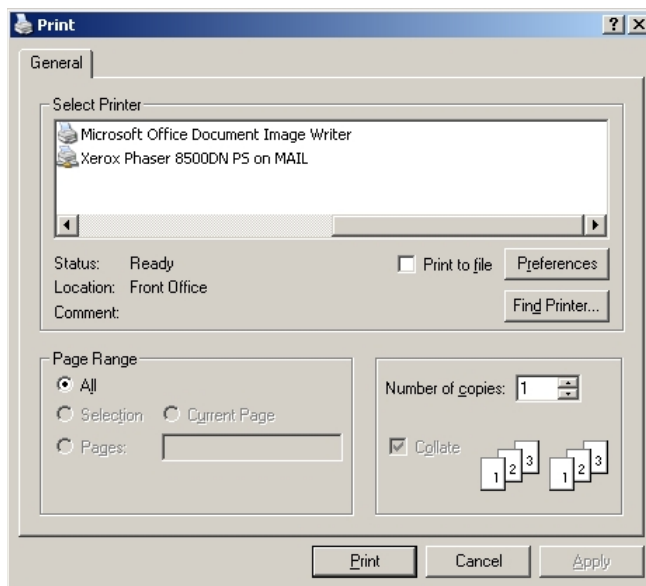 Print
General
Select Printer
Microsoft Office Document Image Writer
Xerox Phaser 8500DN PS on MAIL
Status: Ready
Print to file
Preferences
Location: Front Office
Comment:
Find Printer...
Page Range
All
Selection
Current Page
Pages:
Number of copies: 1
Collate
1 2 3 1 2 3
Print
Cancel
Apply